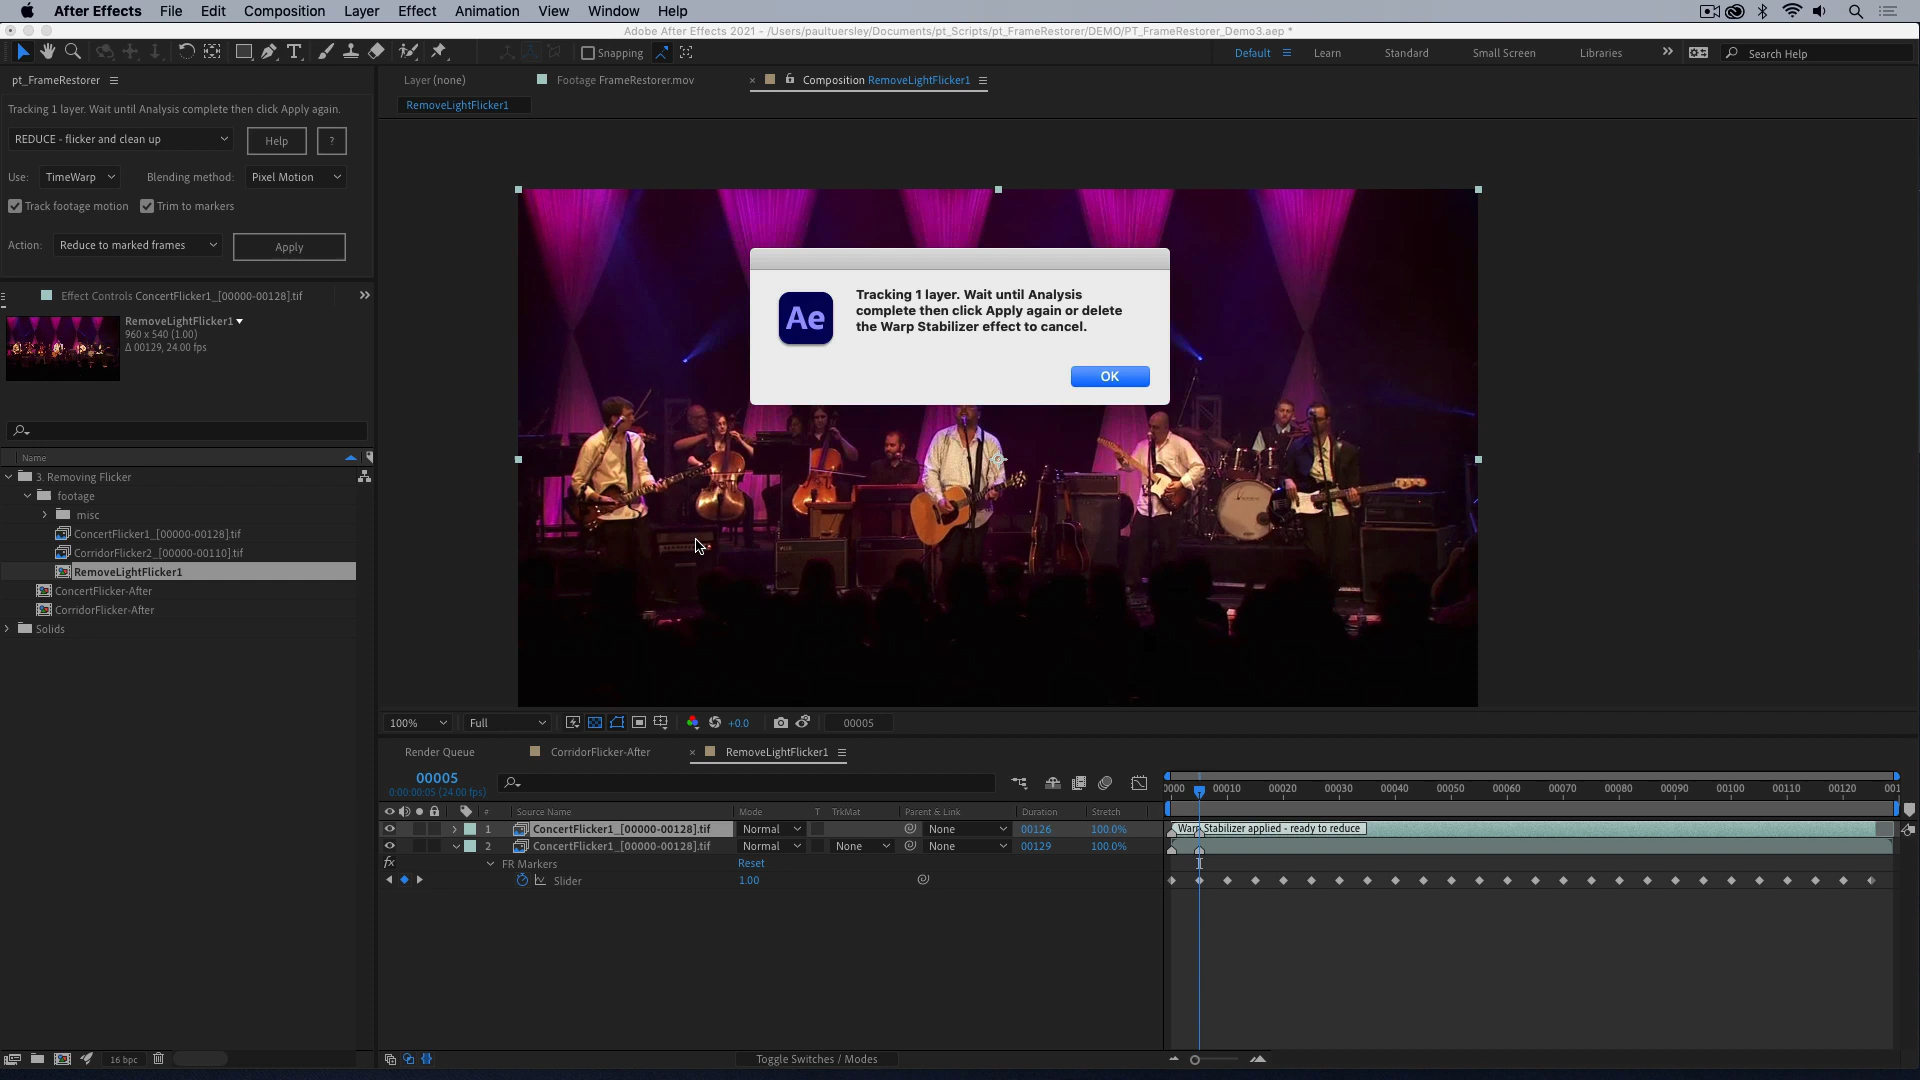 After Effects File Edit Composition Layer Effect Animation View Window Help
Adobe After Effects 2021 - /Users/paultuersley/Documents/pt_Scripts/pt_FrameRestorer/DEMO/PT_FrameRestorer_Demo3.aep *
Snapping
Default Learn Standard Small Screen Libraries Search Help
pt_FrameRestorer
Layer (none) Footage FrameRestorer.mov Composition RemoveLightFlicker1
RemoveLightFlicker1
Tracking 1 layer. Wait until Analysis complete then click Apply again.
REDUCE - flicker and clean up Help ?
Use: TimeWarp Blending method: Pixel Motion
Track footage motion Trim to markers
Action: Reduce to marked frames Apply
Effect Controls ConcertFlicker1_[00000-00128].tif
RemoveLightFlicker1
960 x 540 (1.00)
Δ 00129, 24.00 fps
Name
3. Removing Flicker
footage
misc
ConcertFlicker1_[00000-00128].tif
CorridorFlicker2_[00000-00110].tif
RemoveLightFlicker1
ConcertFlicker-After
CorridorFlicker-After
Solids
16 bpc
Ae
Tracking 1 layer. Wait until Analysis
complete then click Apply again or delete
the Warp Stabilizer effect to cancel.
OK
100% Full +0.0 00005
Render Queue CorridorFlicker-After RemoveLightFlicker1
00005
0:00:00:05 (24.00 fps)
0000 00010 00020 00030 00040 00050 00060 00070 00080 00090 00100 00110 00120 001
# Source Name Mode T TrkMat Parent & Link Duration Stretch
1 ConcertFlicker1_[00000-00128].tif Normal None 00126 100.0%
Warp Stabilizer applied - ready to reduce
2 ConcertFlicker1_[00000-00128].tif Normal None None 00129 100.0%
fx FR Markers Reset
Slider 1.00
Toggle Switches / Modes